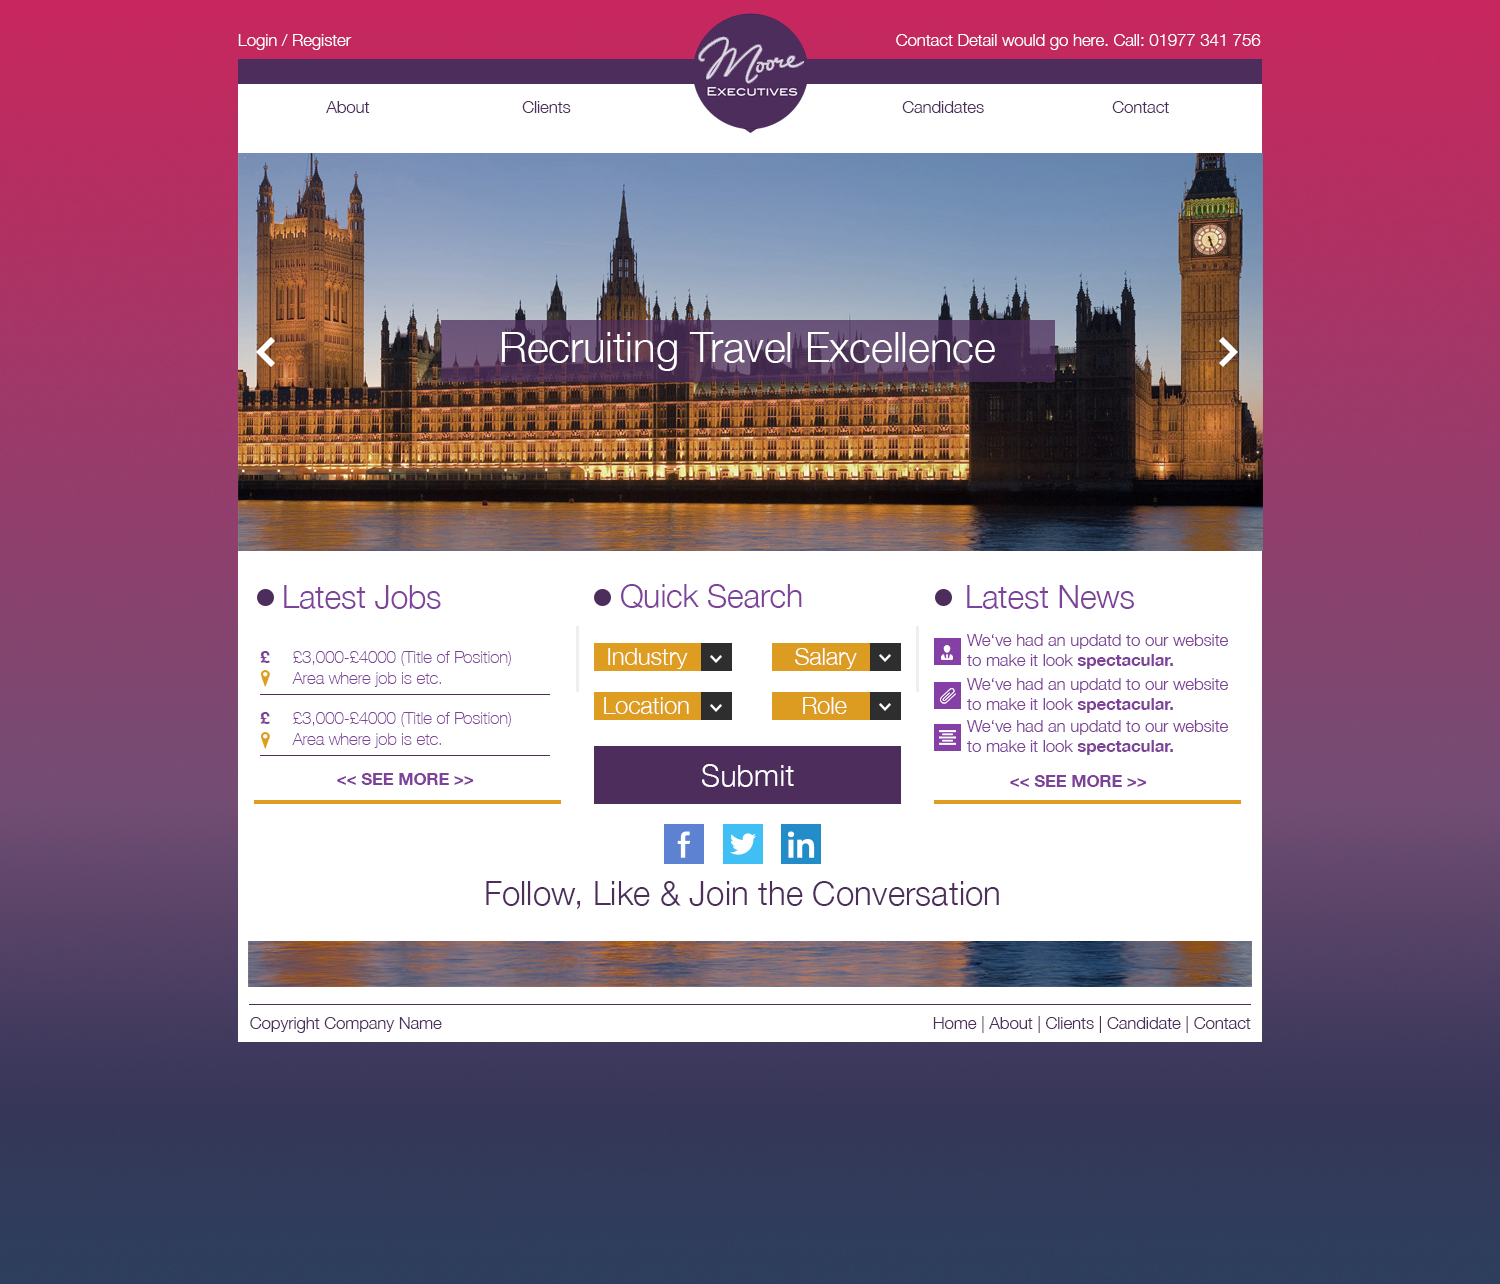 Login / Register
Contact Detail would go here. Call: 01977 341 756
Moore
EXECUTIVES
About
Clients
Candidates
Contact
Recruiting Travel Excellence
Latest Jobs
£ £3,000-£4000 (Title of Position)
Area where job is etc.
£ £3,000-£4000 (Title of Position)
Area where job is etc.
<< SEE MORE >>
Quick Search
Industry
Salary
Location
Role
Submit
Latest News
We've had an updatd to our website
to make it look spectacular.
We've had an updatd to our website
to make it look spectacular.
We've had an updatd to our website
to make it look spectacular.
<< SEE MORE >>
f
in
Follow, Like & Join the Conversation
Copyright Company Name
Home | About | Clients | Candidate | Contact